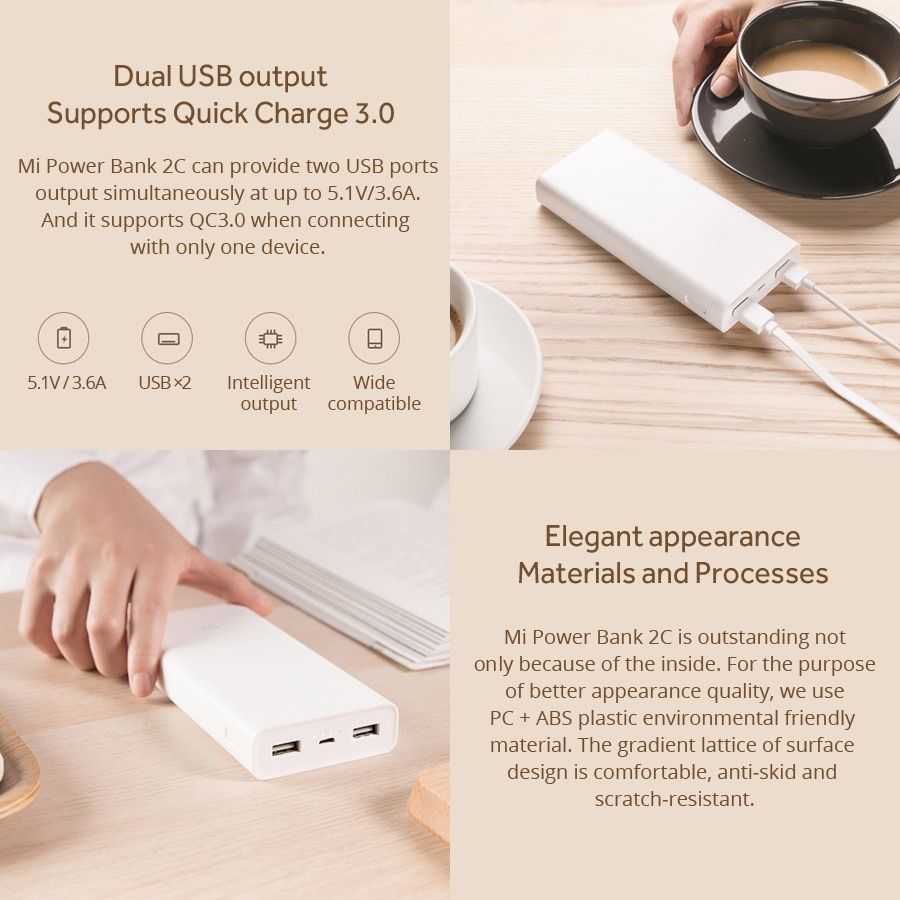 Dual USB output
Supports Quick Charge 3.0
Mi Power Bank 2C can provide two USB ports
output simultaneously at up to 5.1V/3.6A.
And it supports QC3.0 when connecting
with only one device.
5.1V / 3.6A
USB×2
Intelligent
output
Wide
compatible
Elegant appearance
Materials and Processes
Mi Power Bank 2C is outstanding not
only because of the inside. For the purpose
of better appearance quality, we use
PC + ABS plastic environmental friendly
material. The gradient lattice of surface
design is comfortable, anti-skid and
scratch-resistant.